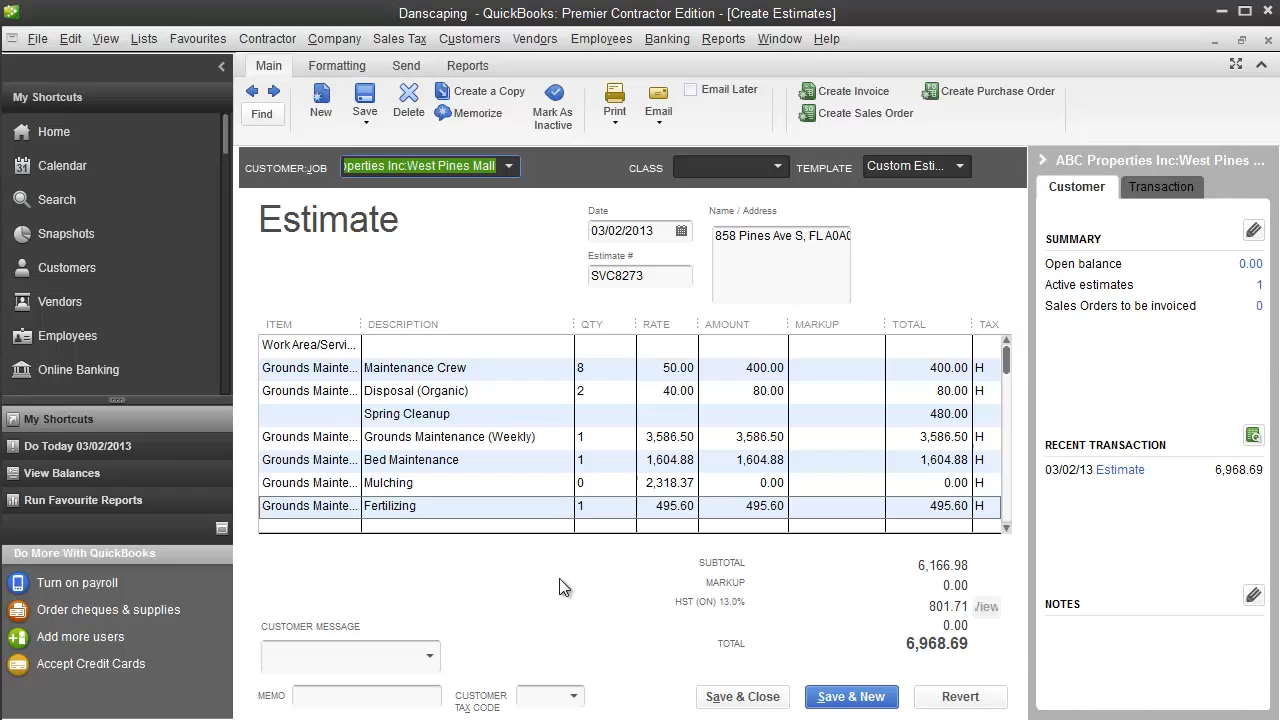 Danscaping - QuickBooks: Premier Contractor Edition - [Create Estimates]
File Edit View Lists Favourites Contractor Company Sales Tax Customers Vendors Employees Banking Reports Window Help
My Shortcuts
Home
Calendar
Search
Snapshots
Customers
Vendors
Employees
Online Banking
My Shortcuts
Do Today 03/02/2013
View Balances
Run Favourite Reports
Do More With QuickBooks
Turn on payroll
Order cheques & supplies
Add more users
Accept Credit Cards
Main Formatting Send Reports
Find
New
Save
Delete
Create a Copy
Memorize
Mark As
Inactive
Print
Email
Email Later
Create Invoice
Create Sales Order
Create Purchase Order
CUSTOMER:JOB perties Inc:West Pines Mall CLASS TEMPLATE Custom Esti...
Estimate
Date
03/02/2013
Estimate #
SVC8273
Name / Address
858 Pines Ave S, FL A0A0
ITEM DESCRIPTION QTY RATE AMOUNT MARKUP TOTAL TAX
Work Area/Servi...
Grounds Mainte... Maintenance Crew 8 50.00 400.00 400.00 H
Grounds Mainte... Disposal (Organic) 2 40.00 80.00 80.00 H
Spring Cleanup 480.00
Grounds Mainte... Grounds Maintenance (Weekly) 1 3,586.50 3,586.50 3,586.50 H
Grounds Mainte... Bed Maintenance 1 1,604.88 1,604.88 1,604.88 H
Grounds Mainte... Mulching 0 2,318.37 0.00 0.00 H
Grounds Mainte... Fertilizing 1 495.60 495.60 495.60 H
SUBTOTAL 6,166.98
MARKUP 0.00
HST (ON) 13.0% 801.71 View
0.00
TOTAL 6,968.69
CUSTOMER MESSAGE
MEMO
CUSTOMER
TAX CODE
Save & Close Save & New Revert
ABC Properties Inc:West Pines ...
Customer Transaction
SUMMARY
Open balance 0.00
Active estimates 1
Sales Orders to be invoiced 0
RECENT TRANSACTION
03/02/13 Estimate 6,968.69
NOTES